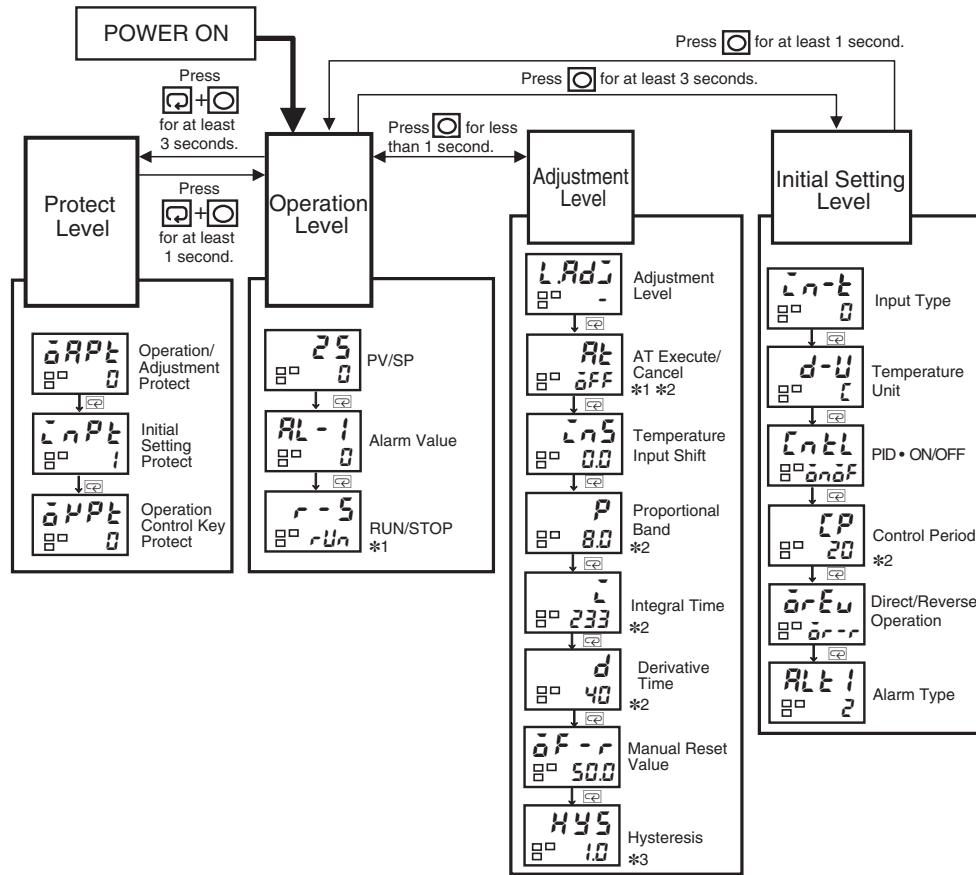 POWER ON
Press
+
for at least
3 seconds.
Press for at least 1 second.
Press for at least 3 seconds.
Press for less
than 1 second.
Press
+
for at least
1 second.
Protect
Level
Operation
Level
Adjustment
Level
Initial Setting
Level
oAPt
0
Operation/
Adjustment
Protect
inPt
1
Initial
Setting
Protect
0
Operation
Control Key
Protect
25
0
PV/SP
AL-1
0
Alarm Value
r-S
rUn
RUN/STOP
*1
L.AdJ
-
Adjustment
Level
At
oFF
AT Execute/
Cancel
*1 *2
inS
0.0
Temperature
Input Shift
P
8.0
Proportional
Band
*2
i
233
Integral Time
*2
d
40
Derivative
Time
*2
oF-r
50.0
Manual Reset
Value
HYS
1.0
Hysteresis
*3
in-t
0
Input Type
d-U
C
Temperature
Unit
CntL
onoF
PID • ON/OFF
CP
20
Control Period
*2
orEv
or-r
Direct/Reverse
Operation
ALt1
2
Alarm Type